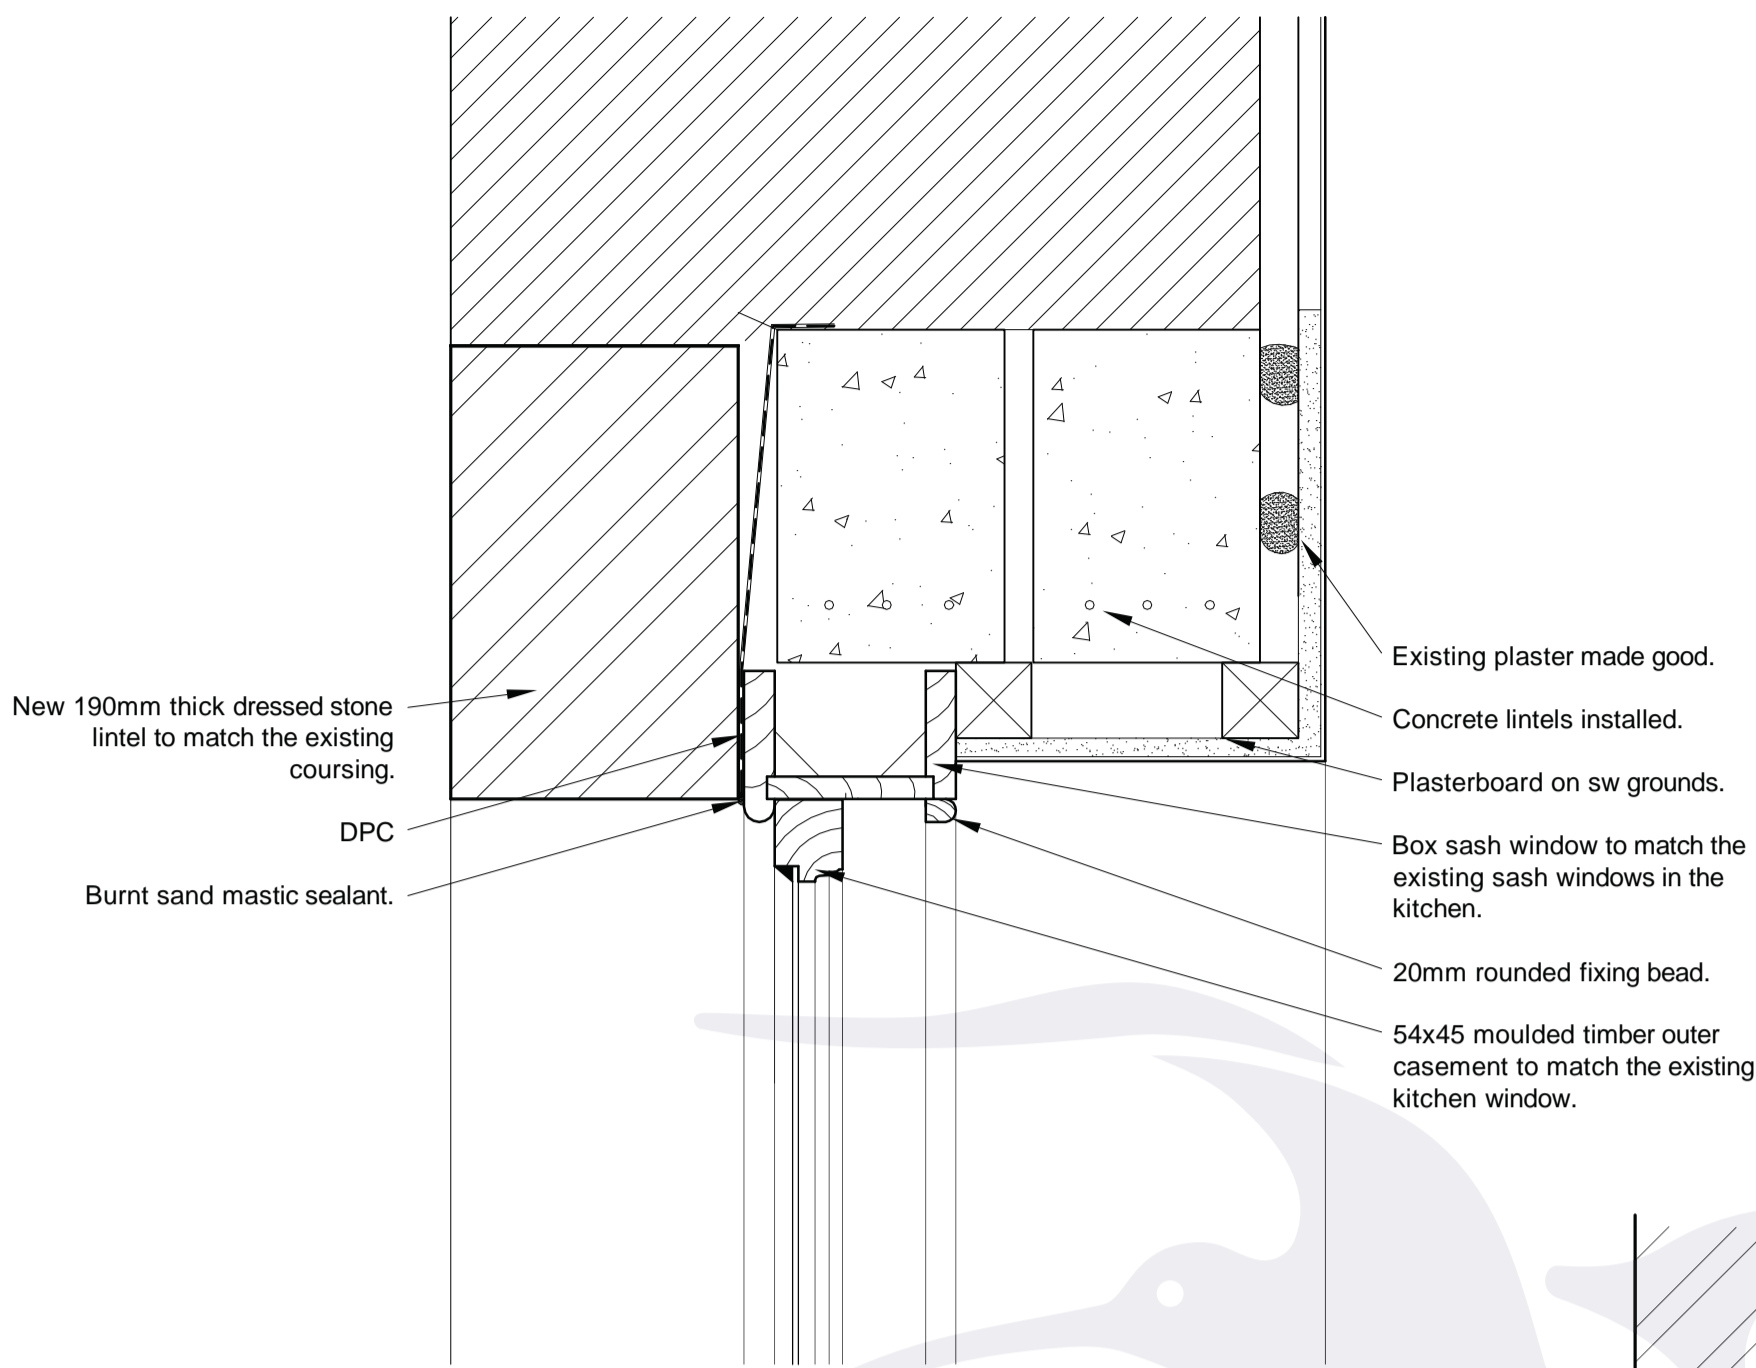 New 190mm thick dressed stone
lintel to match the existing
coursing.
DPC
Burnt sand mastic sealant.
Existing plaster made good.
Concrete lintels installed.
Plasterboard on sw grounds.
Box sash window to match the
existing sash windows in the
kitchen.
20mm rounded fixing bead.
54x45 moulded timber outer
casement to match the existing
kitchen window.